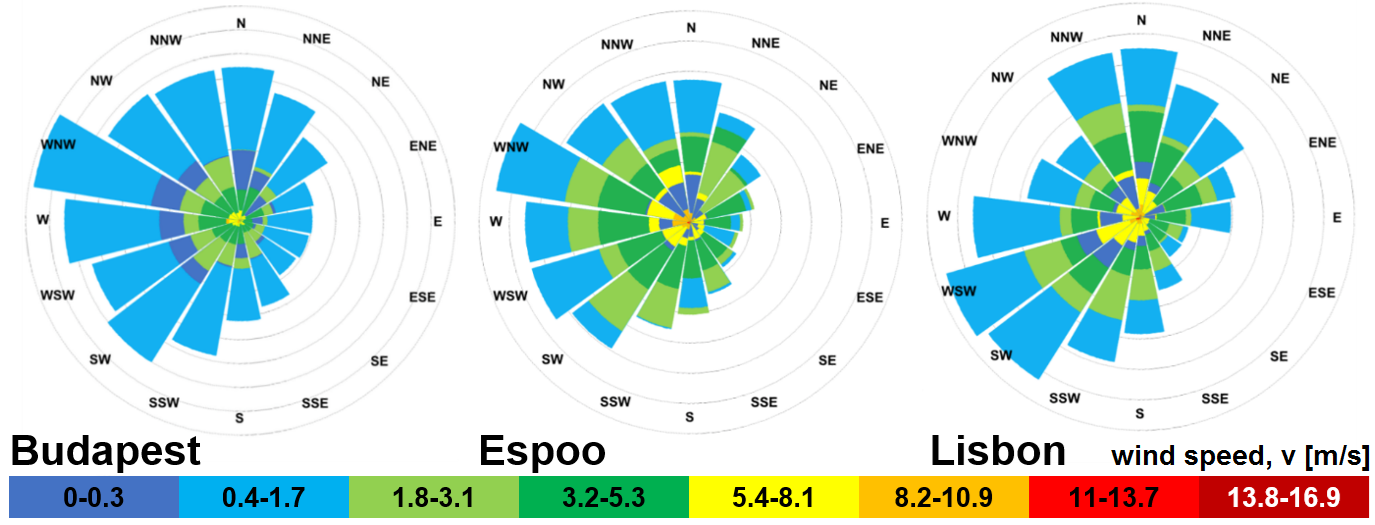 N
NNW
NNE
NW
NE
WNW
ENE
W
E
WSW
ESE
SW
SE
SSW
SSE
S
N
NNW
NNE
NW
NE
WNW
ENE
W
E
WSW
ESE
SW
SE
SSW
SSE
S
N
NNW
NNE
NW
NE
WNW
ENE
W
E
WSW
ESE
SW
SE
SSW
SSE
S
Budapest Espoo Lisbon wind speed, v [m/s]
0-0.3 0.4-1.7 1.8-3.1 3.2-5.3 5.4-8.1 8.2-10.9 11-13.7 13.8-16.9